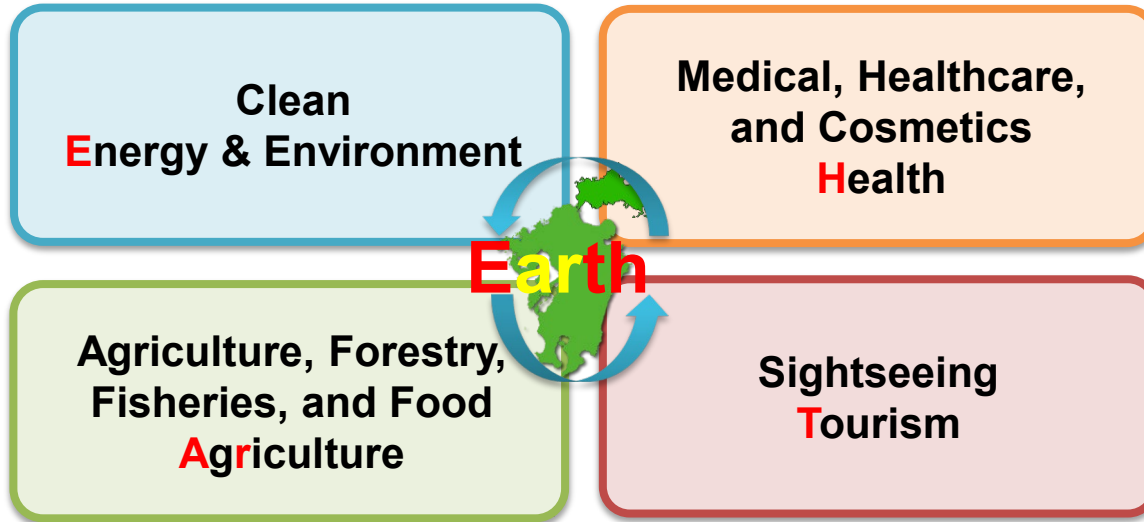 Clean
Energy & Environment
Medical, Healthcare,
and Cosmetics
Health
Earth
Agriculture, Forestry,
Fisheries, and Food
Agriculture
Sightseeing
Tourism